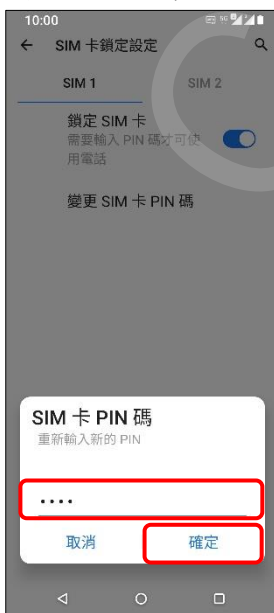 10:00
SIM 卡鎖定設定
SIM 1
SIM 2
鎖定 SIM 卡
需要輸入 PIN 碼才可使
用電話
變更 SIM 卡 PIN 碼
SIM 卡 PIN 碼
重新輸入新的 PIN
....
取消
確定